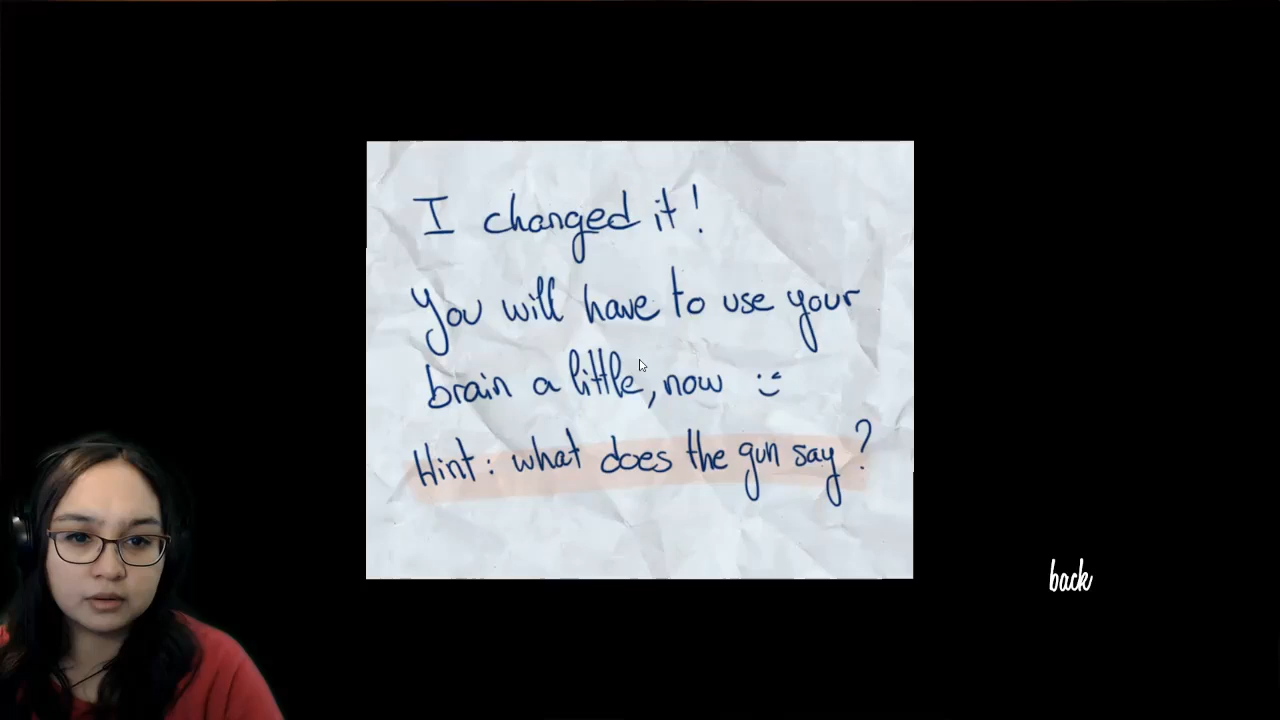 I changed it!
You will have to use your
brain a little, now :)
Hint: what does the gun say?
back